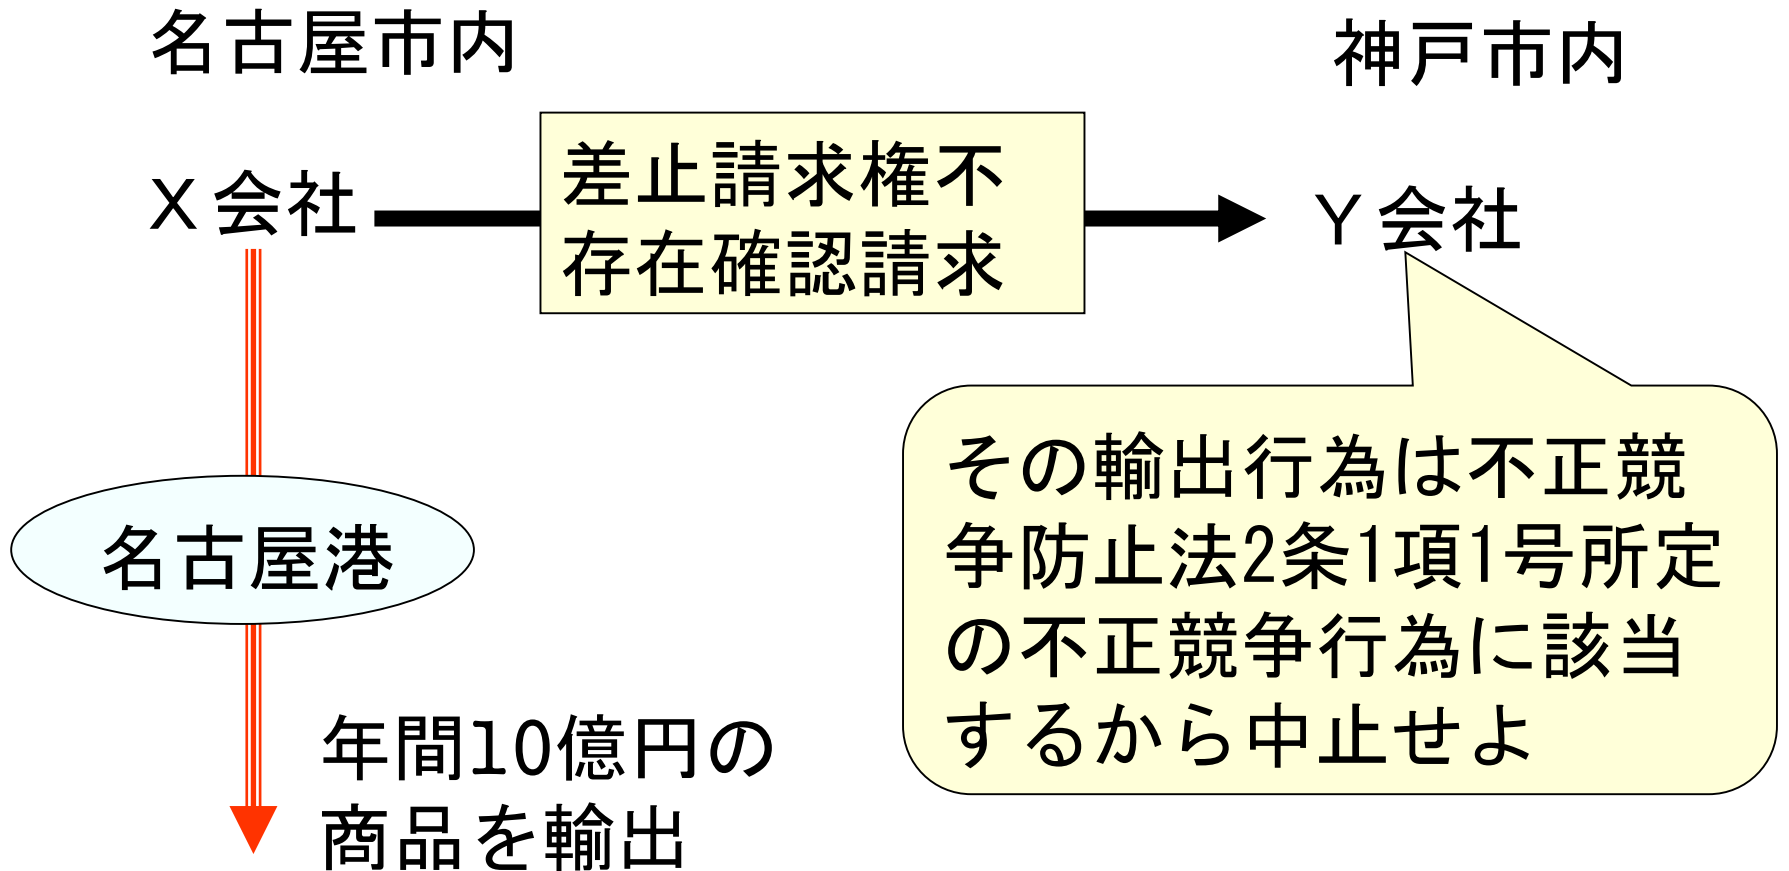 名古屋市内
神戸市内
X会社
差止請求権不
存在確認請求
Y会社
その輸出行為は不正競
争防止法2条1項1号所定
の不正競争行為に該当
するから中止せよ
名古屋港
年間10億円の
商品を輸出